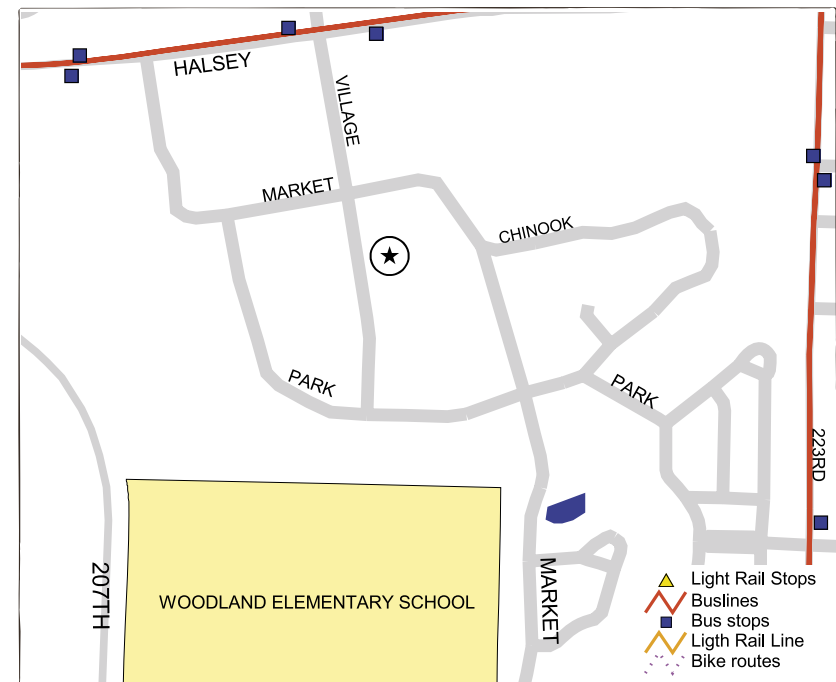 HALSEY
VILLAGE
MARKET
CHINOOK
PARK
PARK
223RD
207TH
WOODLAND ELEMENTARY SCHOOL
MARKET
Light Rail Stops
Buslines
Bus stops
Ligth Rail Line
Bike routes